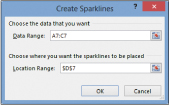 Create Sparklines
Choose the data that you want
Data Range: A7:C7
Choose where you want the sparklines to be placed
Location Range: $D$7
OK Cancel